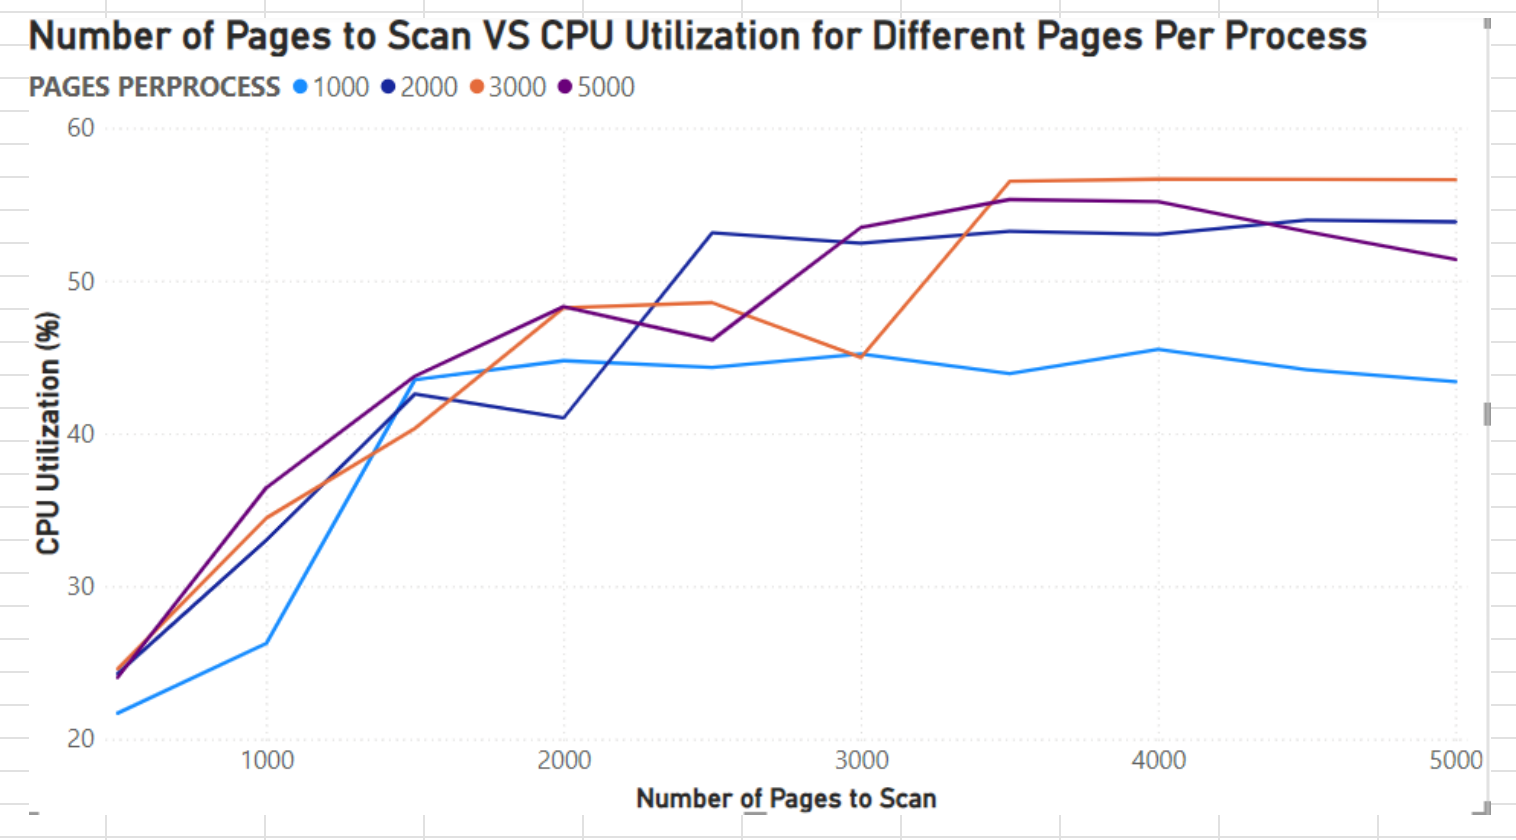 Number of Pages to Scan VS CPU Utilization for Different Pages Per Process
PAGES PERPROCESS 1000 2000 3000 5000
60
50
40
30
20
CPU Utilization (%)
1000 2000 3000 4000 5000
Number of Pages to Scan